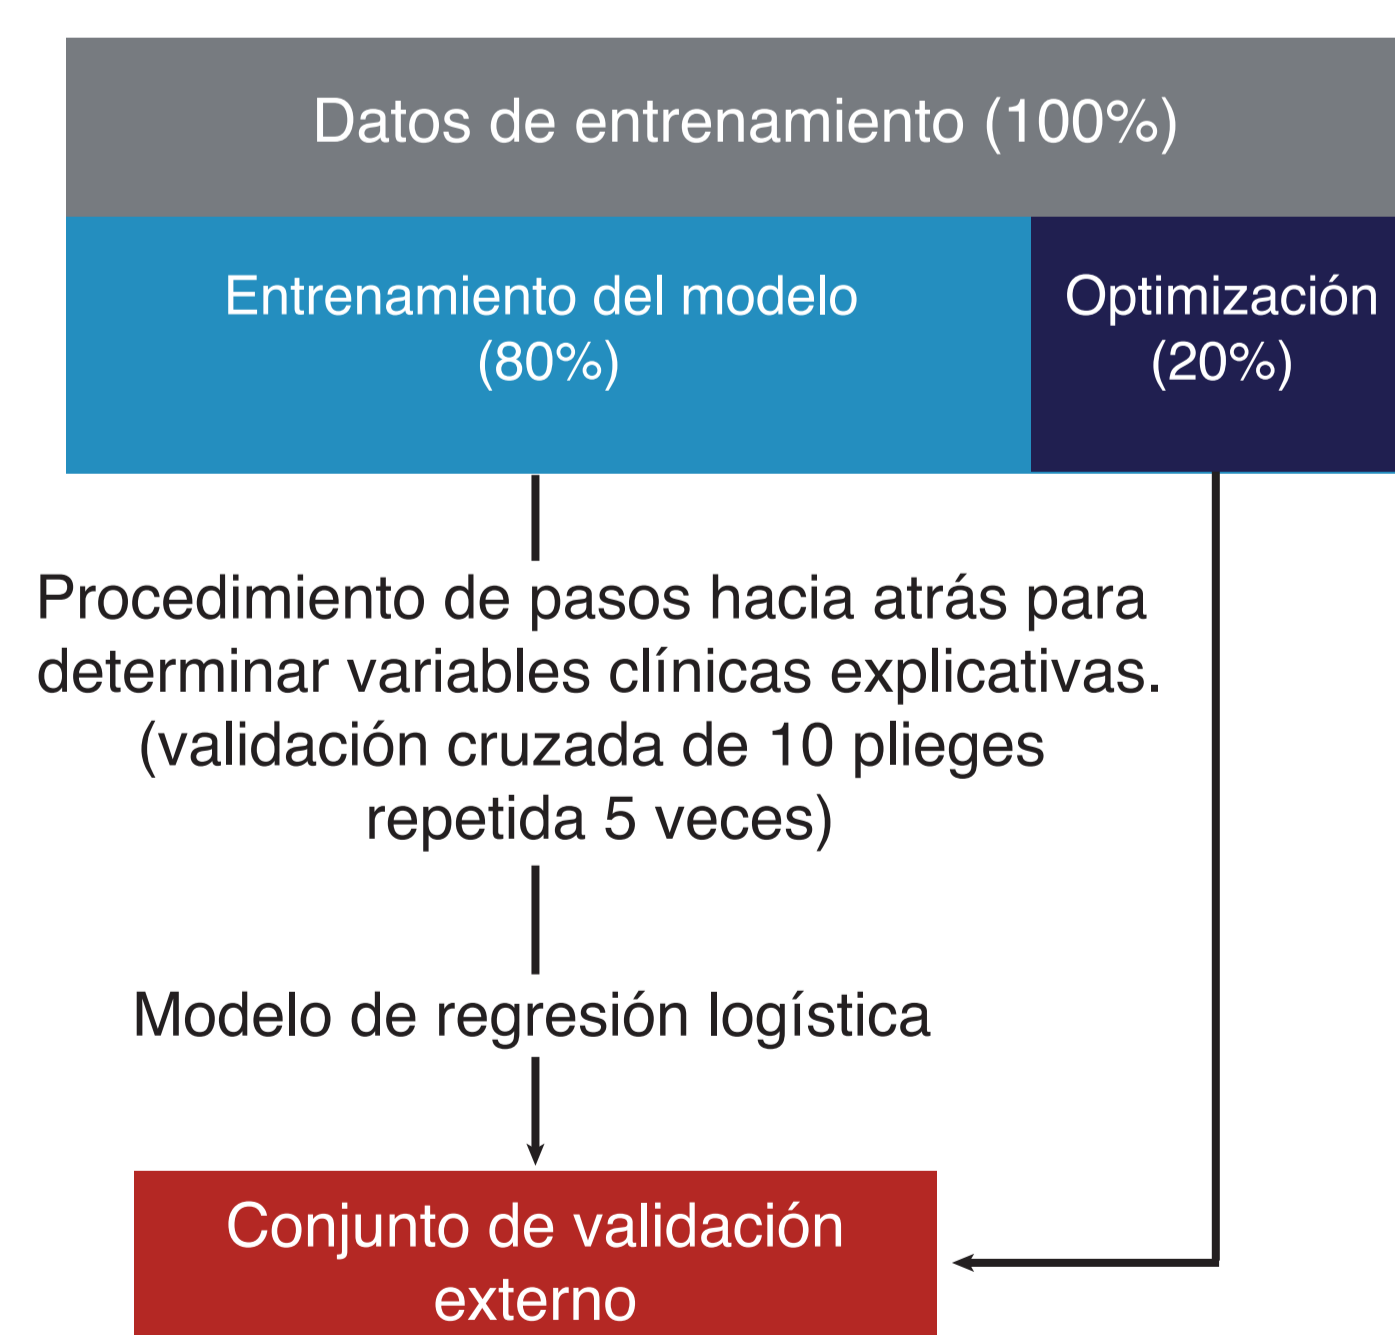 Datos de entrenamiento (100%)
Entrenamiento del modelo
(80%)
Optimización
(20%)
Procedimiento de pasos hacia atrás para
determinar variables clínicas explicativas.
(validación cruzada de 10 plieges
repetida 5 veces)
Modelo de regresión logística
Conjunto de validación
externo